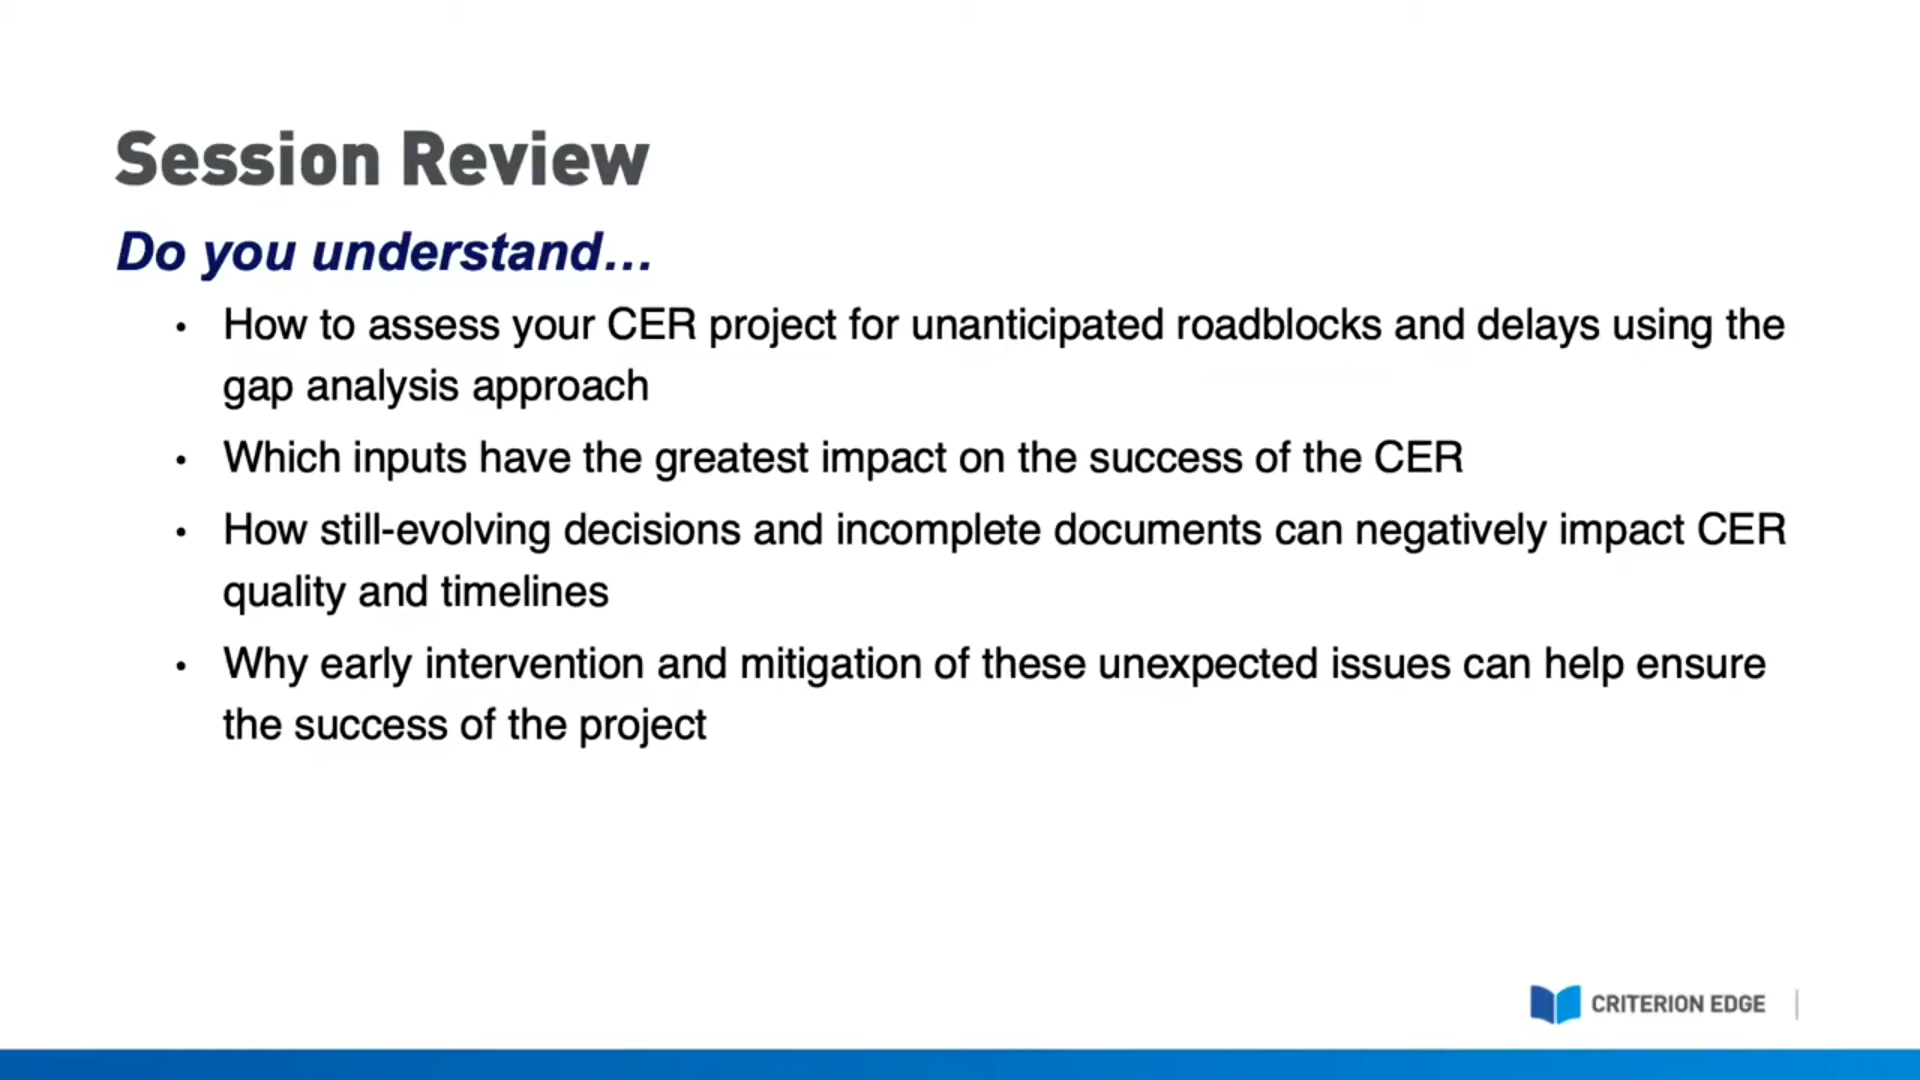 Session Review
Do you understand...
• How to assess your CER project for unanticipated roadblocks and delays using the
gap analysis approach
• Which inputs have the greatest impact on the success of the CER
• How still-evolving decisions and incomplete documents can negatively impact CER
quality and timelines
• Why early intervention and mitigation of these unexpected issues can help ensure
the success of the project
CRITERION EDGE